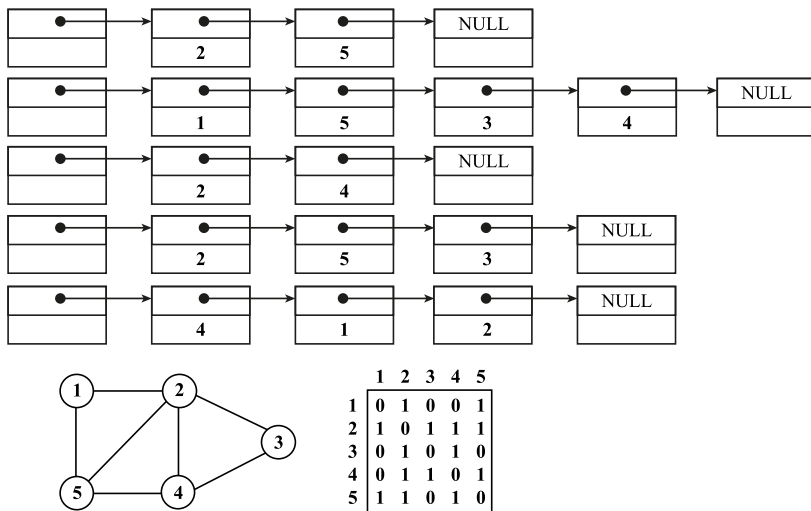 NULL
2 5
NULL
1 5 3 4
NULL
2 4
NULL
2 5 3
NULL
4 1 2
1 2
3
5 4
1 2 3 4 5
1 0 1 0 0 1
2 1 0 1 1 1
3 0 1 0 1 0
4 0 1 1 0 1
5 1 1 0 1 0